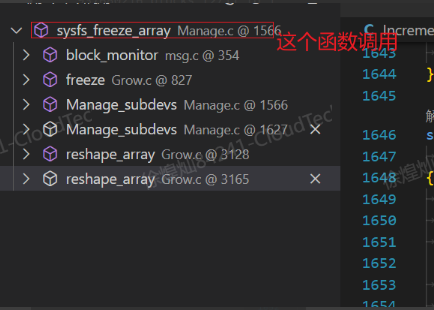 sysfs_freeze_array Manage.c @ 1566
这个函数调用
block_monitor msg.c @ 354
freeze Grow.c @ 827
Manage_subdevs Manage.c @ 1566
Manage_subdevs Manage.c @ 1627
reshape_array Grow.c @ 3128
reshape_array Grow.c @ 3165
C Increme
1643
1644 }
1645
解
1646 s
1647
1648 {
1649
1650
1651
1652
1653
1654